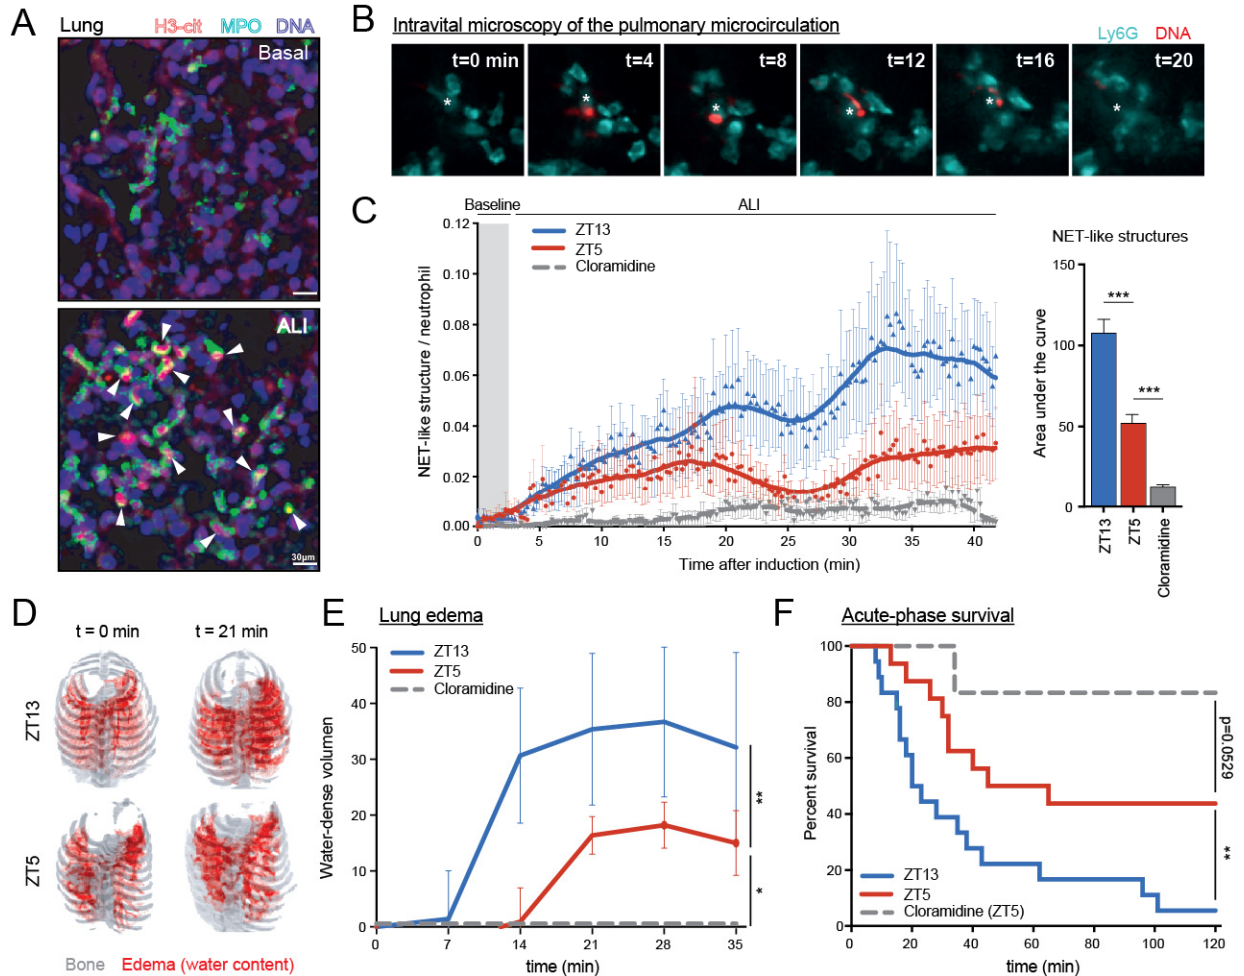 A
Lung H3-cit MPO DNA
Basal
ALI
30µm
B
Intravital microscopy of the pulmonary microcirculation
Ly6G DNA
t=0 min t=4 t=8 t=12 t=16 t=20
* * * * * *
C
Baseline ALI
ZT13
ZT5
Cloramidine
NET-like structure / neutrophil
0.12
0.10
0.08
0.06
0.04
0.02
0.00
0 5 10 15 20 25 30 35 40
Time after induction (min)
NET-like structures
Area under the curve
150
100
50
0
***
***
ZT13 ZT5 Cloramidine
D
t = 0 min t = 21 min
ZT13
ZT5
Bone Edema (water content)
E
Lung edema
ZT13
ZT5
Cloramidine
Water-dense volumen
50
40
30
20
10
0
0 7 14 21 28 35
time (min)
**
*
F
Acute-phase survival
Percent survival
100
80
60
40
20
0
ZT13
ZT5
Cloramidine (ZT5)
0 20 40 60 80 100 120
time (min)
p=0.0529
**